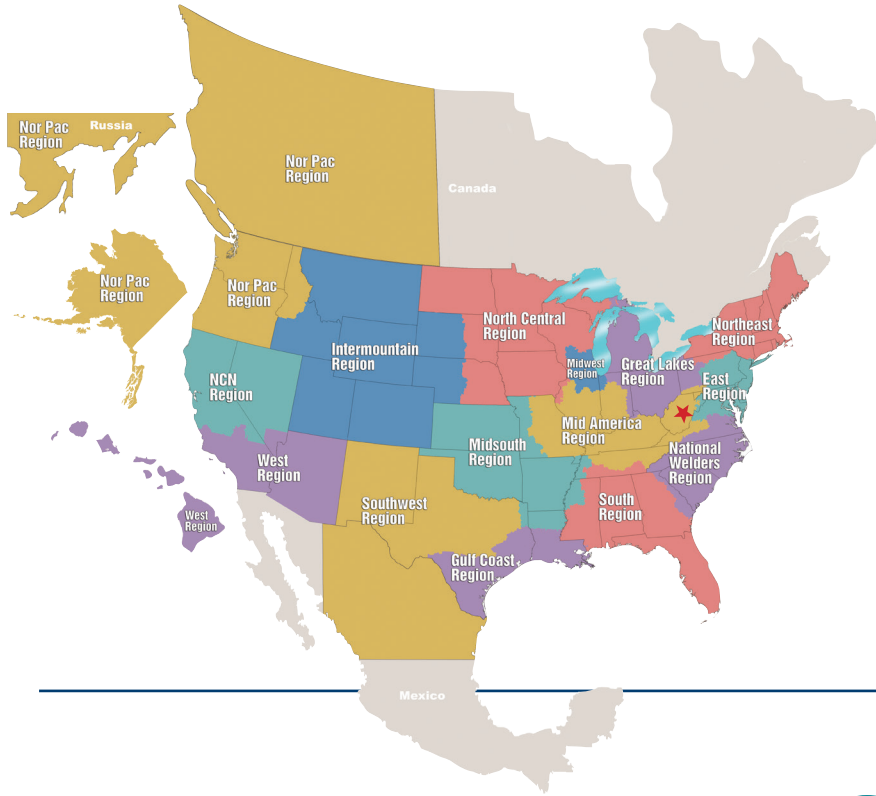 Nor Pac
Region
Russia
Nor Pac
Region
Canada
Nor Pac
Region
Nor Pac
Region
North Central
Region
Northeast
Region
Intermountain
Region
Midwest
Region
Great Lakes
Region
East
Region
NCN
Region
Mid America
Region
Midsouth
Region
National
Welders
Region
West
Region
Southwest
Region
South
Region
West
Region
Gulf Coast
Region
Mexico